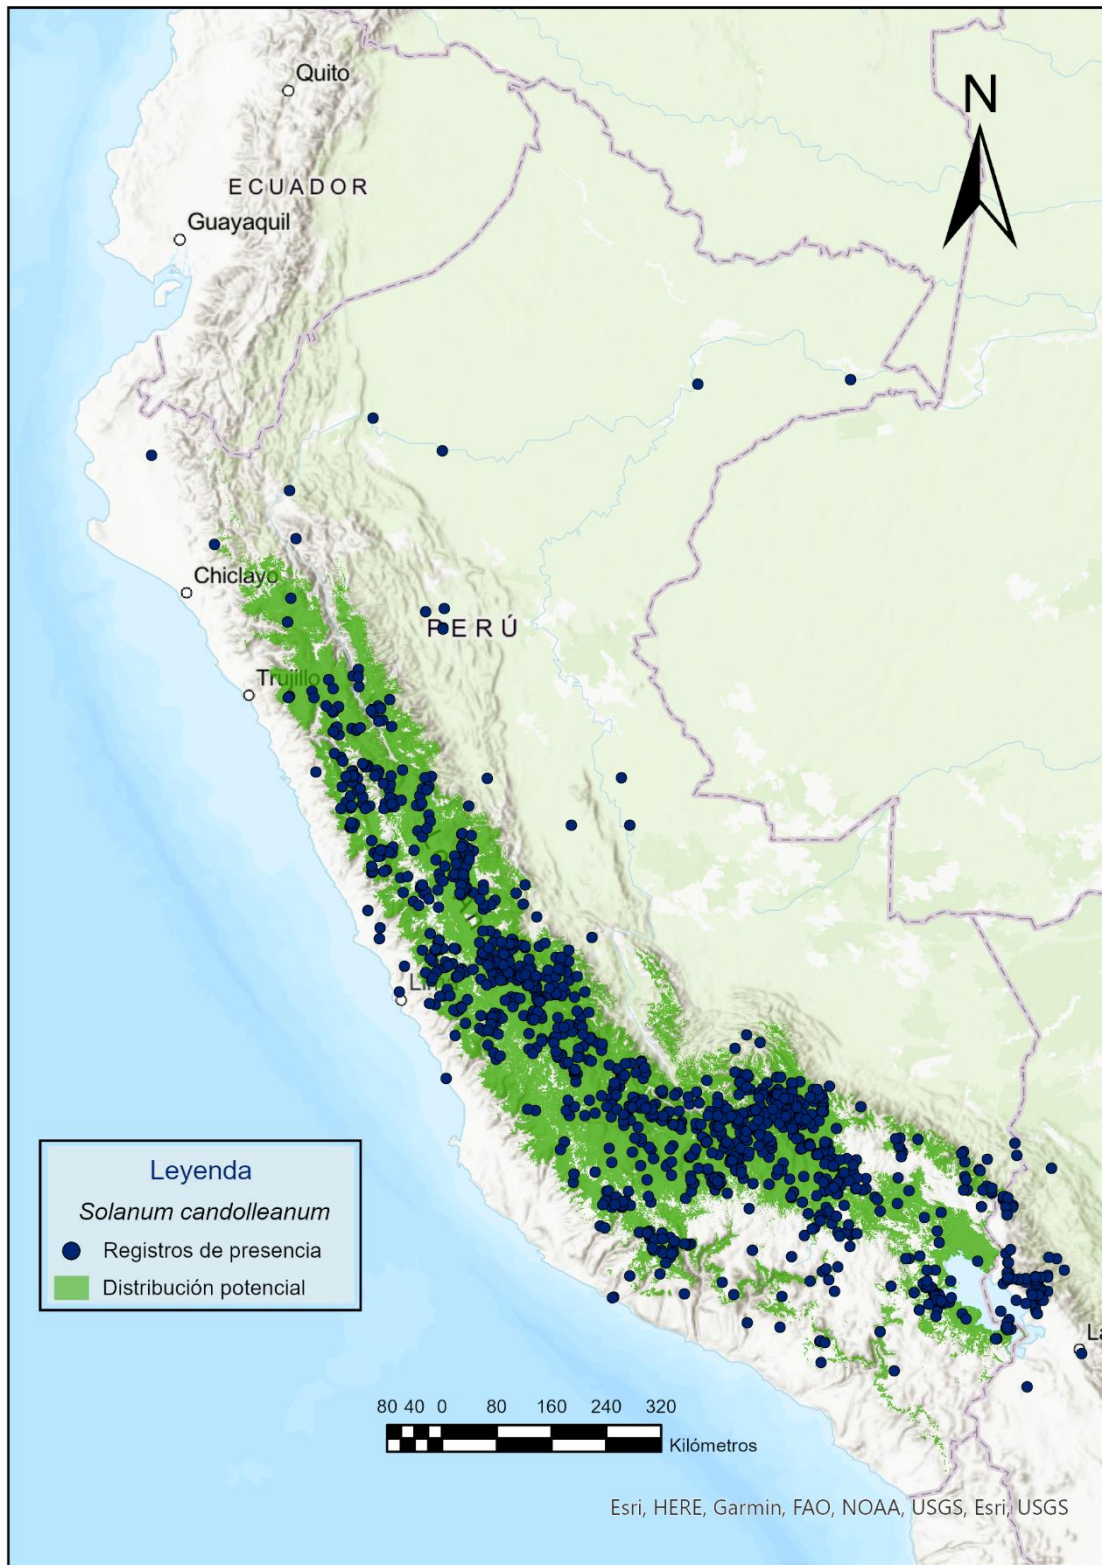 N
Quito
ECUADOR
Guayaquil
Chiclayo
PERÚ
Trujillo
Leyenda
Solanum candolleanum
Registros de presencia
Distribución potencial
80 40 0 80 160 240 320
Kilómetros
Esri, HERE, Garmin, FAO, NOAA, USGS, Esri, USGS